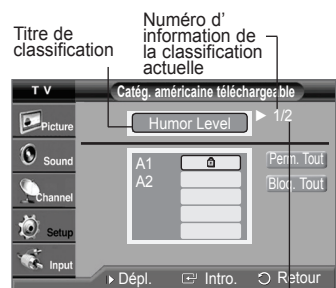 Titre de
classification
Numéro d'
information de
la classification
actuelle
T V
Catég. américaine téléchargeable
Picture
Humor Level
1/2
Sound
A1
Perm. Tout
A2
Bloq. Tout
Channel
Setup
Input
Dépl.
Intro.
Retour